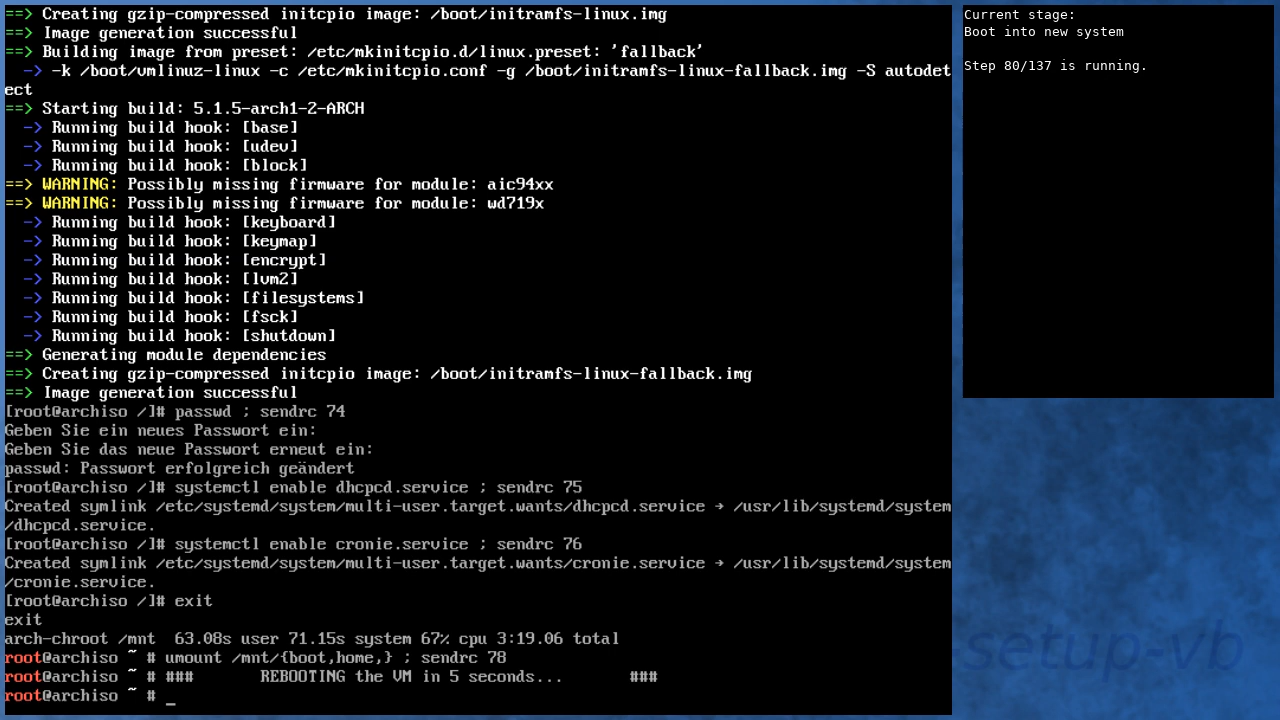 ==> Creating gzip-compressed initcpio image: /boot/initramfs-linux.img
==> Image generation successful
==> Building image from preset: /etc/mkinitcpio.d/linux.preset: 'fallback'
  -> -k /boot/vmlinuz-linux -c /etc/mkinitcpio.conf -g /boot/initramfs-linux-fallback.img -S autodet
ect
==> Starting build: 5.1.5-arch1-2-ARCH
  -> Running build hook: [base]
  -> Running build hook: [udev]
  -> Running build hook: [block]
==> WARNING: Possibly missing firmware for module: aic94xx
==> WARNING: Possibly missing firmware for module: wd719x
  -> Running build hook: [keyboard]
  -> Running build hook: [keymap]
  -> Running build hook: [encrypt]
  -> Running build hook: [lvm2]
  -> Running build hook: [filesystems]
  -> Running build hook: [fsck]
  -> Running build hook: [shutdown]
==> Generating module dependencies
==> Creating gzip-compressed initcpio image: /boot/initramfs-linux-fallback.img
==> Image generation successful
[root@archiso /]# passwd ; sendrc 74
Geben Sie ein neues Passwort ein:
Geben Sie das neue Passwort erneut ein:
passwd: Passwort erfolgreich geändert
[root@archiso /]# systemctl enable dhcpcd.service ; sendrc 75
Created symlink /etc/systemd/system/multi-user.target.wants/dhcpcd.service → /usr/lib/systemd/system
/dhcpcd.service.
[root@archiso /]# systemctl enable cronie.service ; sendrc 76
Created symlink /etc/systemd/system/multi-user.target.wants/cronie.service → /usr/lib/systemd/system
/cronie.service.
[root@archiso /]# exit
exit
arch-chroot /mnt  63.08s user 71.15s system 67% cpu 3:19.06 total
root@archiso ~ # umount /mnt/{boot,home,} ; sendrc 78
root@archiso ~ # ###       REBOOTING the VM in 5 seconds...       ###
root@archiso ~ # _
Current stage:
Boot into new system
Step 80/137 is running.
-setup-vb